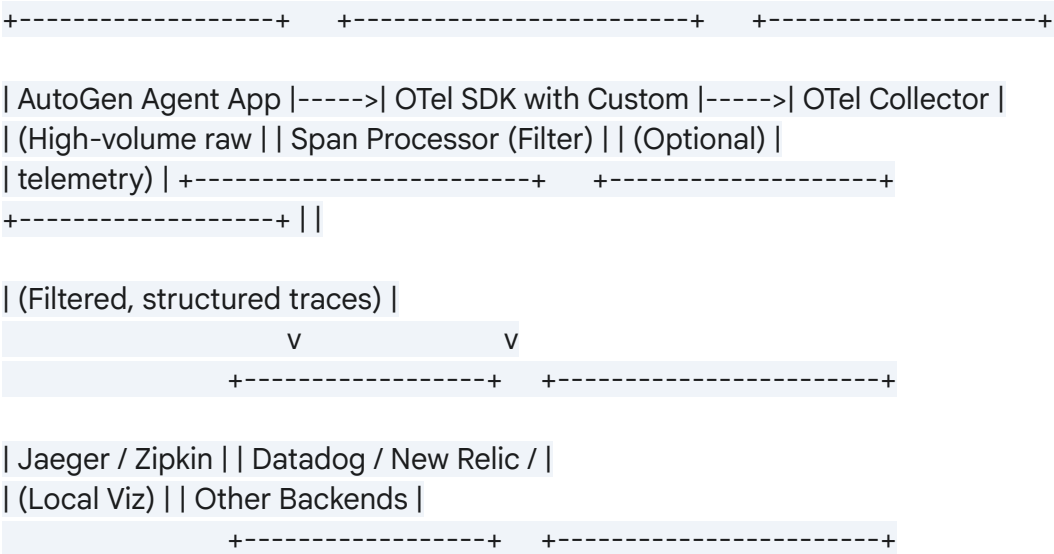 +-------------------+ +-------------------------+ +--------------------+
| AutoGen Agent App |----->| OTel SDK with Custom |----->| OTel Collector |
| (High-volume raw | | Span Processor (Filter) | | (Optional) |
| telemetry) | +-------------------------+ +--------------------+
+-------------------+ | |
| (Filtered, structured traces) |
v v
+------------------+ +------------------------+
| Jaeger / Zipkin | | Datadog / New Relic / |
| (Local Viz) | | Other Backends |
+------------------+ +------------------------+